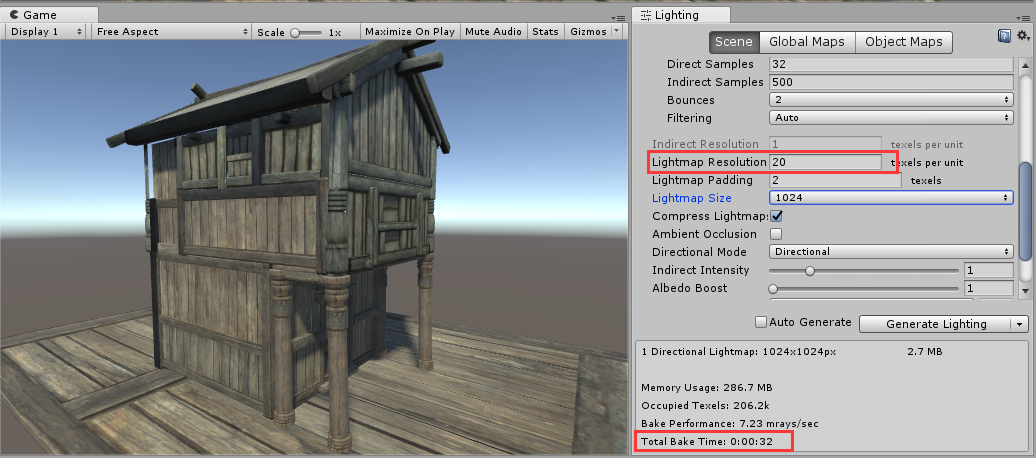 Game
Display 1 Free Aspect Scale 1x Maximize On Play Mute Audio Stats Gizmos
Lighting
Scene Global Maps Object Maps
Direct Samples 32
Indirect Samples 500
Bounces 2
Filtering Auto
Indirect Resolution 1 texels per unit
Lightmap Resolution 20 texels per unit
Lightmap Padding 2 texels
Lightmap Size 1024
Compress Lightmaps
Ambient Occlusion
Directional Mode Directional
Indirect Intensity 1
Albedo Boost 1
Auto Generate Generate Lighting
1 Directional Lightmap: 1024x1024px 2.7 MB
Memory Usage: 286.7 MB
Occupied Texels: 206.2k
Bake Performance: 7.23 mrays/sec
Total Bake Time: 0:00:32